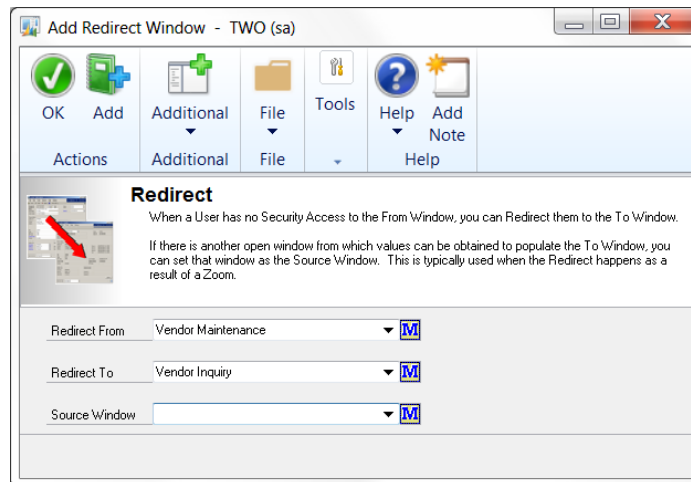 Add Redirect Window - TWO (sa)
OK Add Additional File Tools Help Add Note
Actions Additional File Help
Redirect
When a User has no Security Access to the From Window, you can Redirect them to the To Window.
If there is another open window from which values can be obtained to populate the To Window, you
can set that window as the Source Window. This is typically used when the Redirect happens as a
result of a Zoom.
Redirect From Vendor Maintenance M
Redirect To Vendor Inquiry M
Source Window M